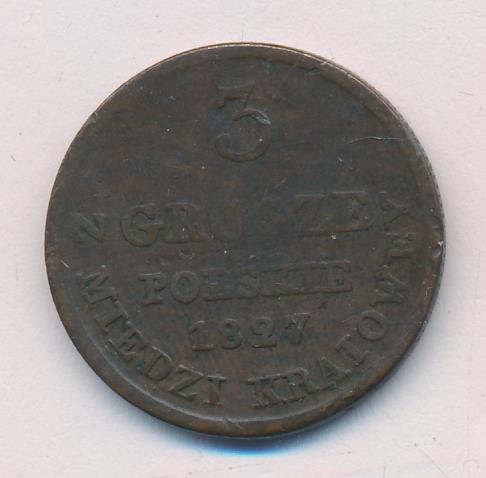 3
GROSZE
POLSKIE
1827
Z MIEDZI KRAIOWEY